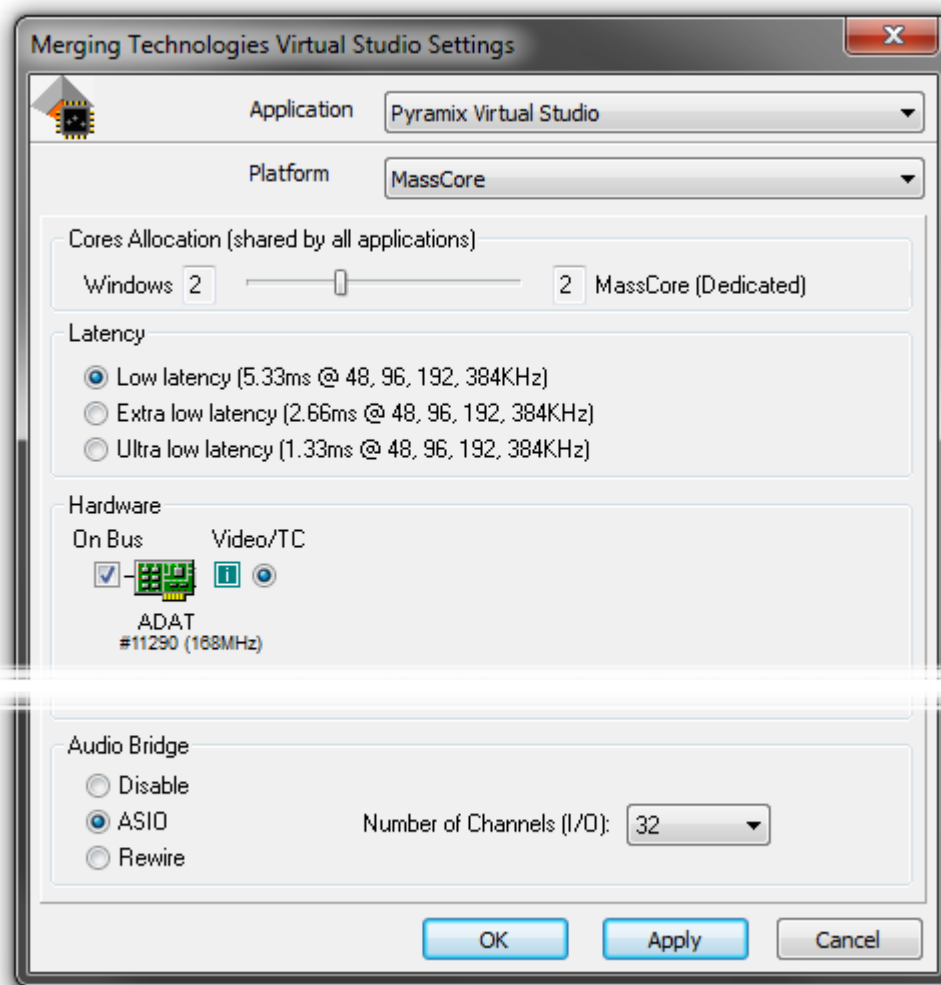 Merging Technologies Virtual Studio Settings
Application Pyramix Virtual Studio
Platform MassCore
Cores Allocation (shared by all applications)
Windows 2 2 MassCore (Dedicated)
Latency
Low latency (5.33ms @ 48, 96, 192, 384KHz)
Extra low latency (2.66ms @ 48, 96, 192, 384KHz)
Ultra low latency (1.33ms @ 48, 96, 192, 384KHz)
Hardware
On Bus Video/TC
i
ADAT
#11290 (168MHz)
Audio Bridge
Disable
ASIO Number of Channels (I/O): 32
Rewire
OK Apply Cancel